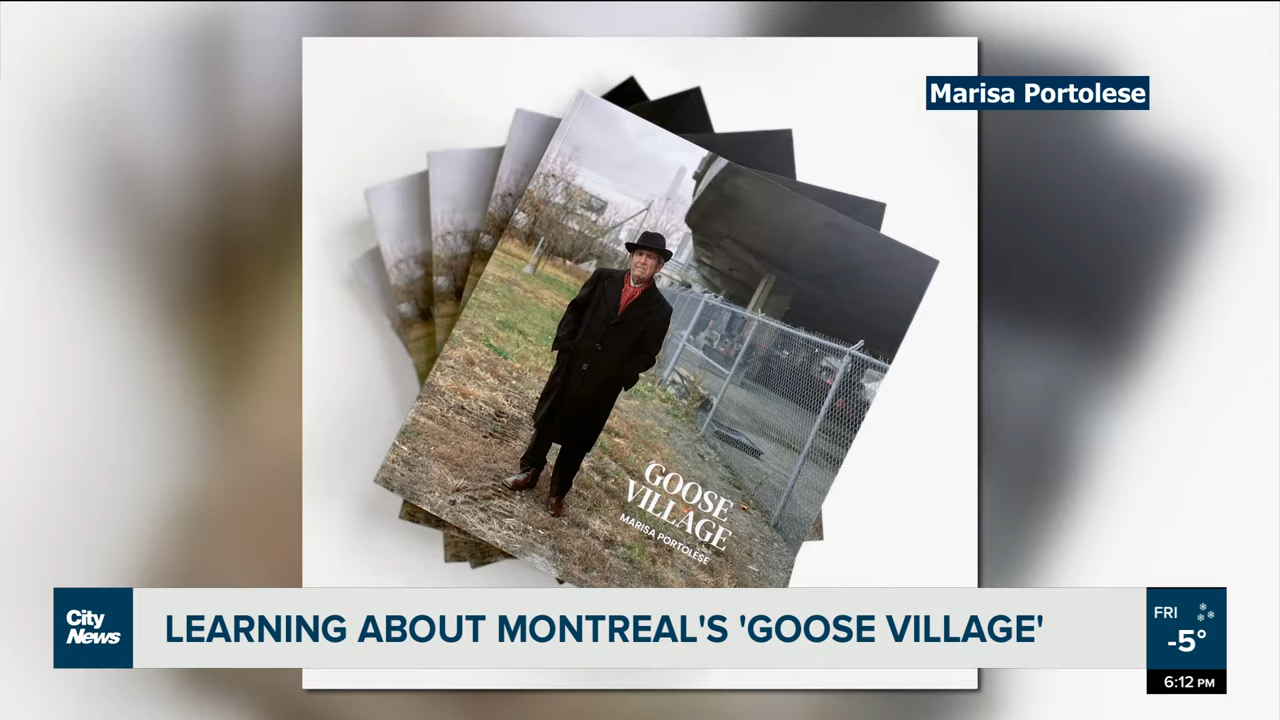 Marisa Portolese
GOOSE
VILLAGE
MARISA PORTOLESE
City
News
LEARNING ABOUT MONTREAL'S 'GOOSE VILLAGE'
FRI
-5°
6:12 PM